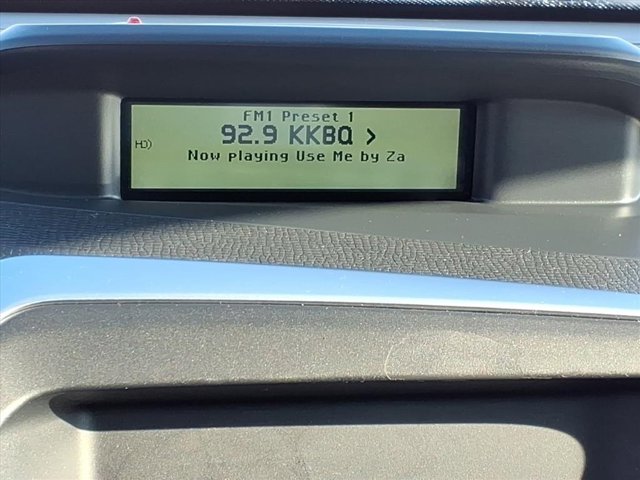 FM1 Preset 1
HD) 92.9 KKBQ >
Now playing Use Me by Za